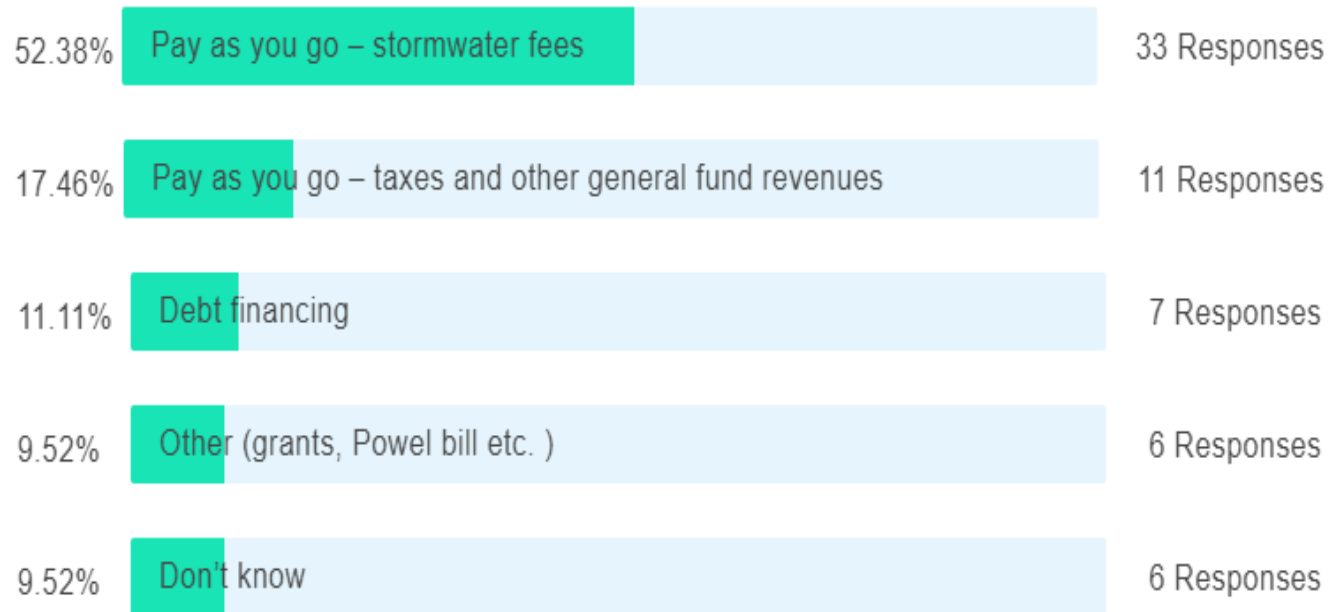 52.38% Pay as you go – stormwater fees 33 Responses
17.46% Pay as you go – taxes and other general fund revenues 11 Responses
11.11% Debt financing 7 Responses
9.52% Other (grants, Powel bill etc. ) 6 Responses
9.52% Don’t know 6 Responses